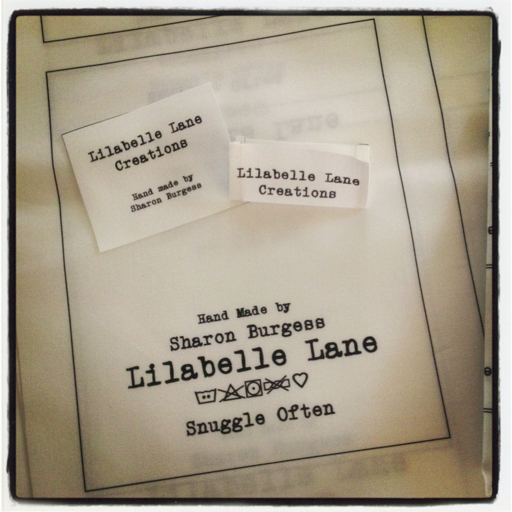 Lilabelle Lane
Creations
Hand made by
Sharon Burgess
Lilabelle Lane
Creations
Hand Made by
Sharon Burgess
Lilabelle Lane
Snuggle Often